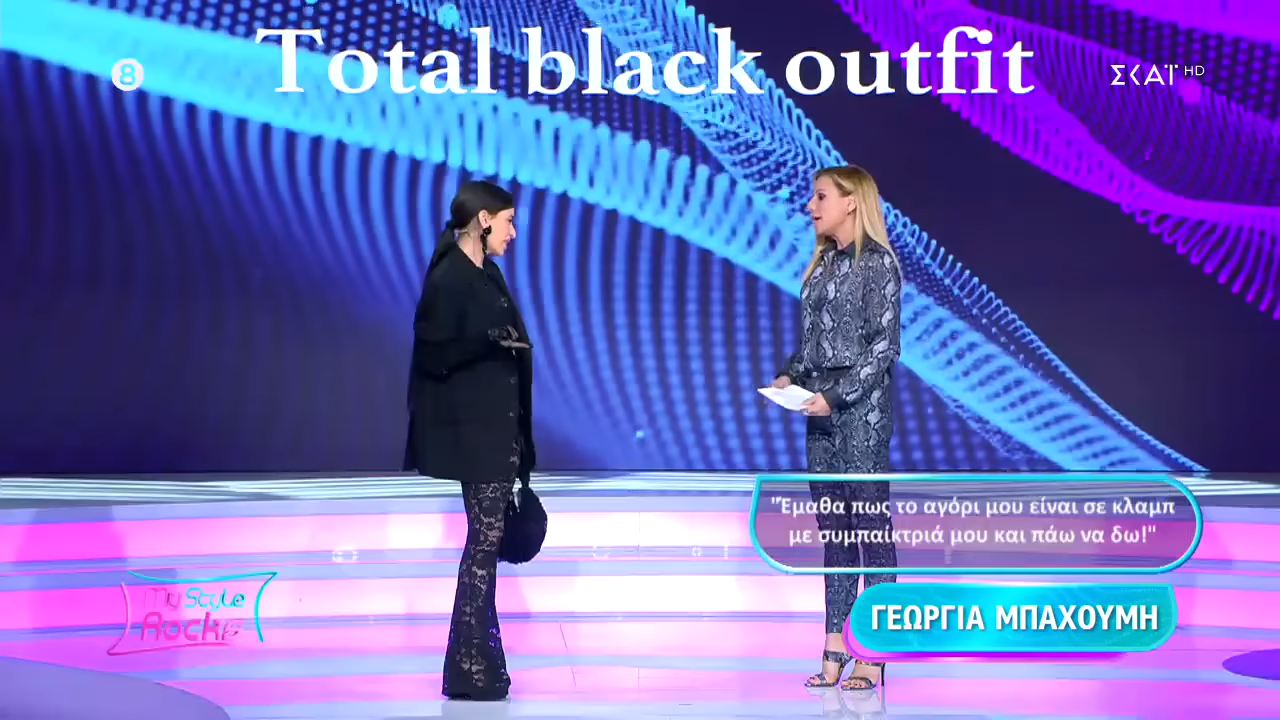 Total black outfit
8
ΣΚΑΪ HD
"Έμαθα πως το αγόρι μου είναι σε κλαμπ
με συμπαίκτριά μου και πάω να δω!"
My Style
Rocks
ΓΕΩΡΓΙΑ ΜΠΑΧΟΥΜΗ